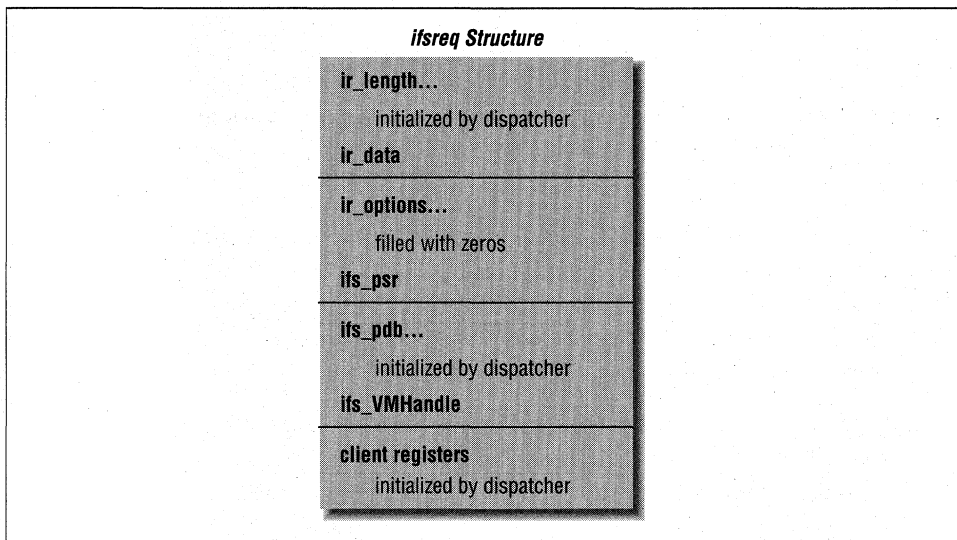 ifsreq Structure
ir_length...
initialized by dispatcher
ir_data
ir_options...
filled with zeros
ifs_psr
ifs_pdb...
initialized by dispatcher
ifs_VMHandle
client registers
initialized by dispatcher